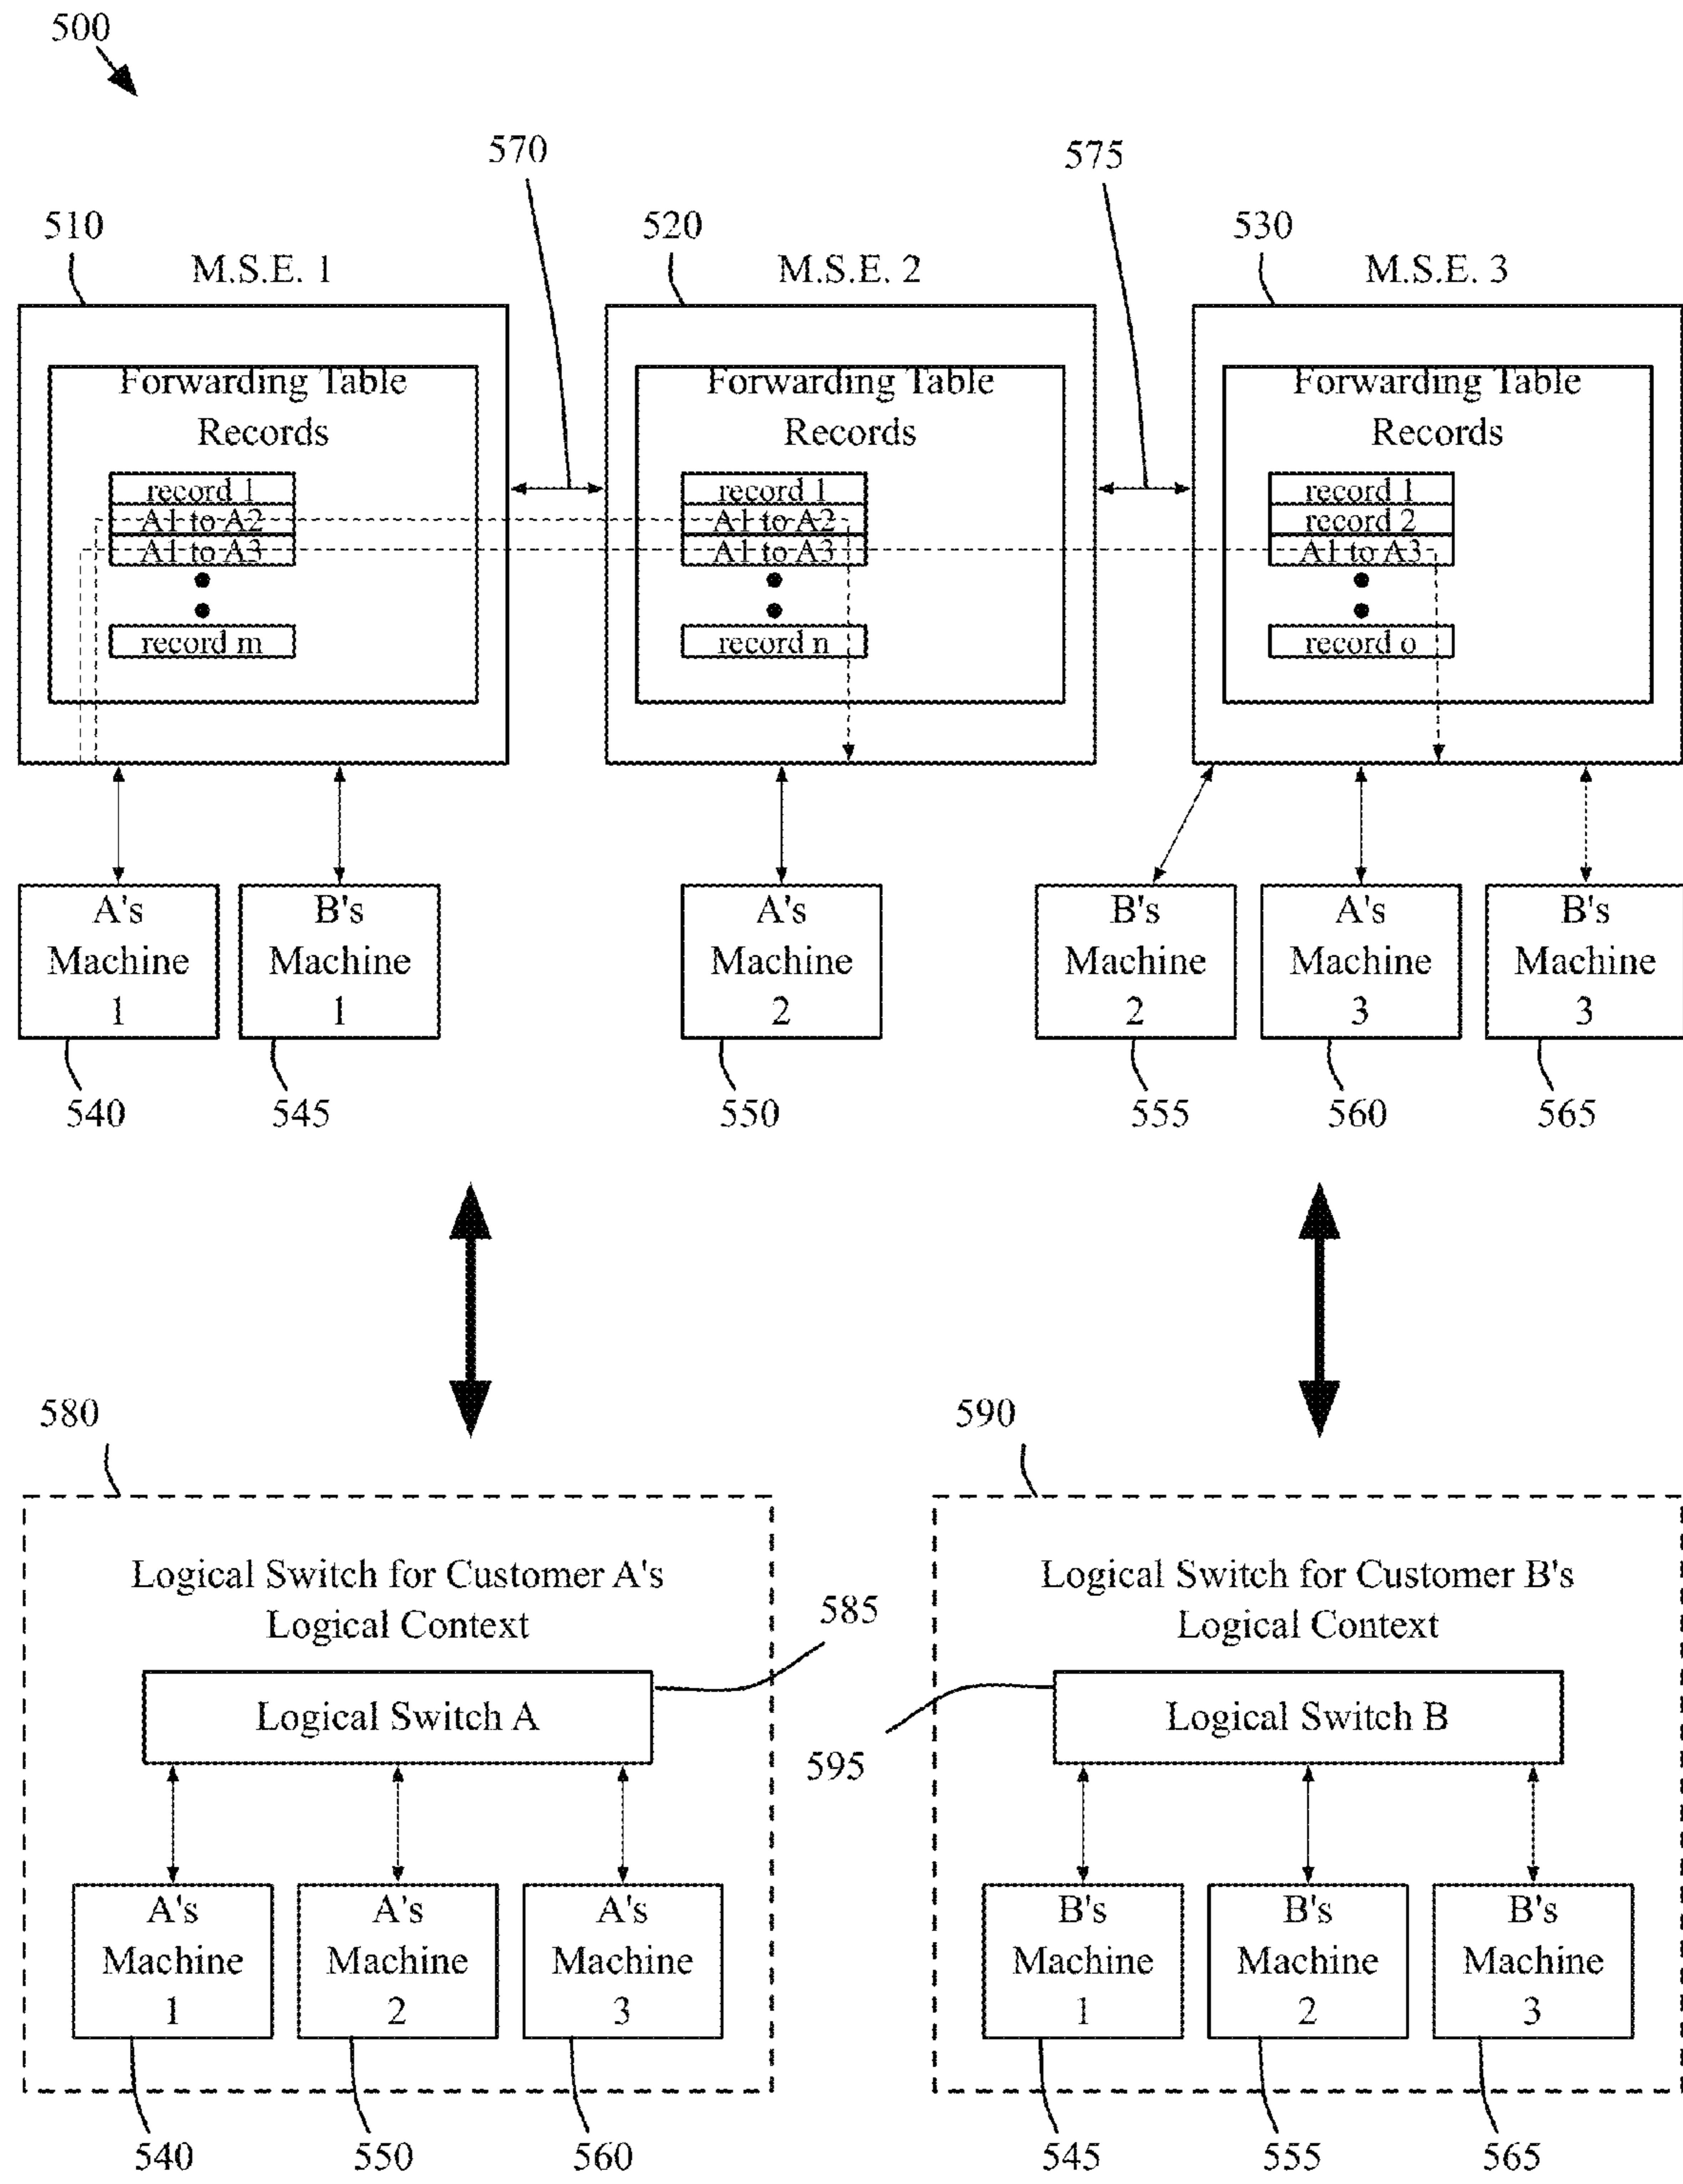 500
570
575
510
520
530
M.S.E. 1
M.S.E. 2
M.S.E. 3
Forwarding Table
Records
record 1
A1 to A2
A1 to A3
record m
Forwarding Table
Records
record 1
A1 to A2
A1 to A3
record n
Forwarding Table
Records
record 1
record 2
A1 to A3
record o
A's
Machine
1
B's
Machine
1
A's
Machine
2
B's
Machine
2
A's
Machine
3
B's
Machine
3
540
545
550
555
560
565
580
Logical Switch for Customer A's
Logical Context
585
Logical Switch A
A's
Machine
1
A's
Machine
2
A's
Machine
3
540
550
560
590
Logical Switch for Customer B's
Logical Context
595
Logical Switch B
B's
Machine
1
B's
Machine
2
B's
Machine
3
545
555
565